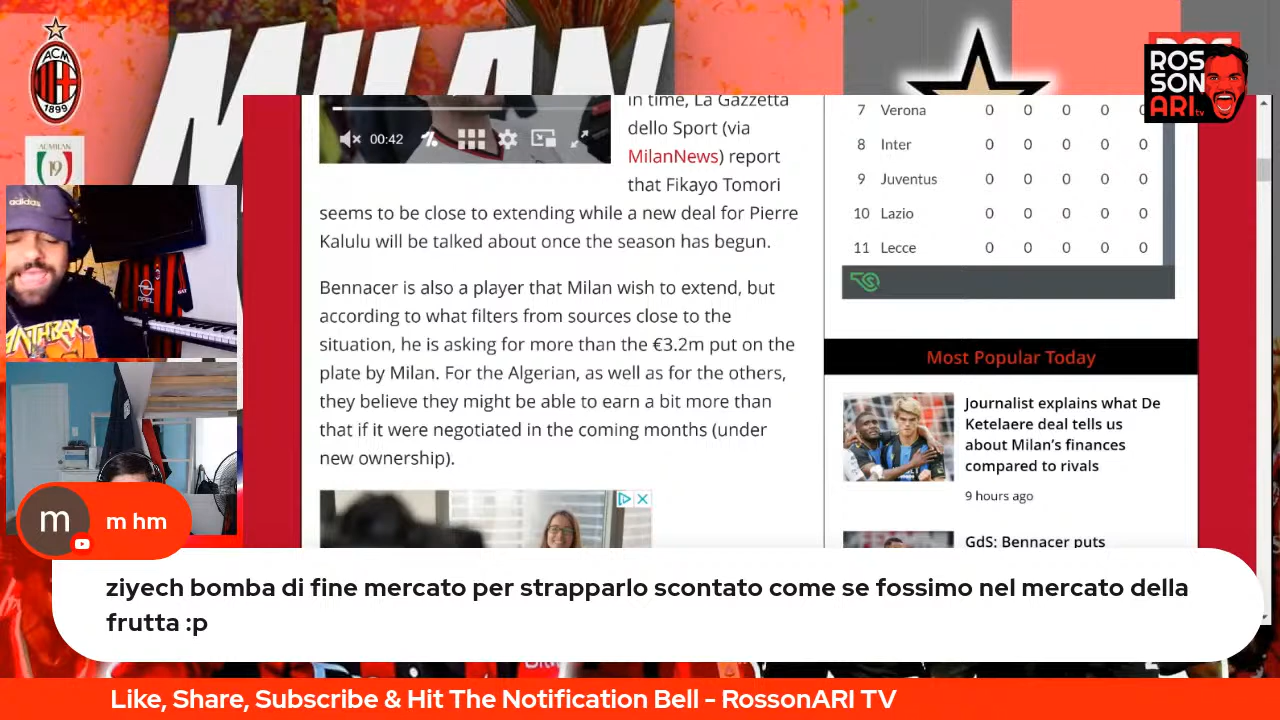 MILAN
ACM
1899
ACMILAN
19
ROS
SON
ARI
tv
in time, La Gazzetta
dello Sport (via
MilanNews) report
that Fikayo Tomori
seems to be close to extending while a new deal for Pierre
Kalulu will be talked about once the season has begun.
00:42
Bennacer is also a player that Milan wish to extend, but
according to what filters from sources close to the
situation, he is asking for more than the €3.2m put on the
plate by Milan. For the Algerian, as well as for the others,
they believe they might be able to earn a bit more than
that if it were negotiated in the coming months (under
new ownership).
7 Verona 0 0 0 0 0
8 Inter 0 0 0 0 0
9 Juventus 0 0 0 0 0
10 Lazio 0 0 0 0 0
11 Lecce 0 0 0 0 0
Most Popular Today
Journalist explains what De
Ketelaere deal tells us
about Milan’s finances
compared to rivals
9 hours ago
GdS: Bennacer puts
adidas
ANTHRAX
OPEL
m
m hm
ziyech bomba di fine mercato per strapparlo scontato come se fossimo nel mercato della
frutta :p
Like, Share, Subscribe & Hit The Notification Bell - RossonARI TV